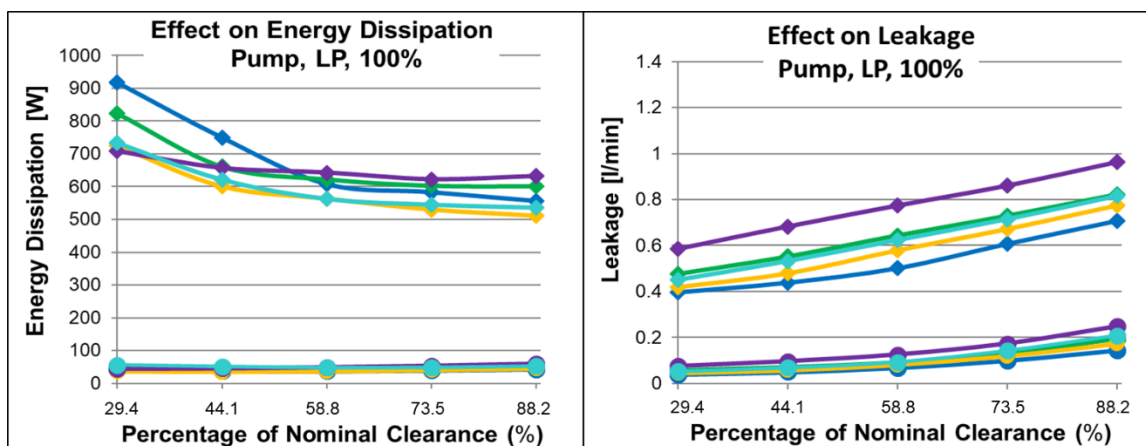 Effect on Energy Dissipation
Pump, LP, 100%
Energy Dissipation [W]
1000
900
800
700
600
500
400
300
200
100
0
29.4 44.1 58.8 73.5 88.2
Percentage of Nominal Clearance (%)
Effect on Leakage
Pump, LP, 100%
Leakage [l/min]
1.4
1.2
1
0.8
0.6
0.4
0.2
0
29.4 44.1 58.8 73.5 88.2
Percentage of Nominal Clearance (%)